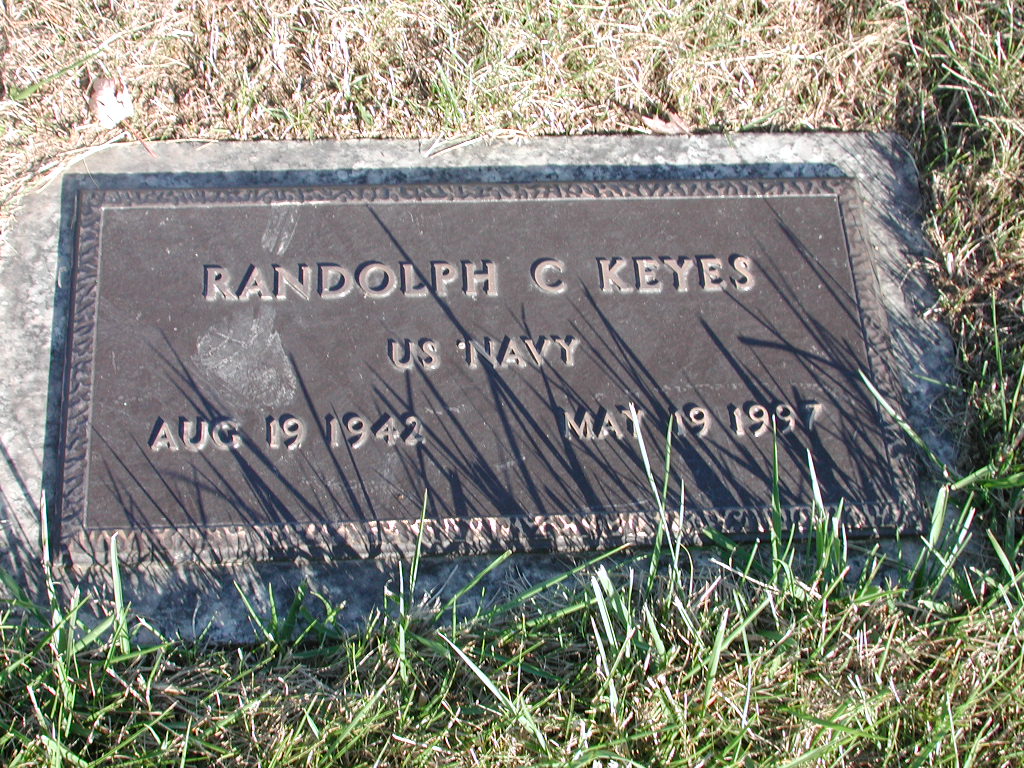 RANDOLPH C KEYES
US NAVY
AUG 19 1942 MAY 19 1997